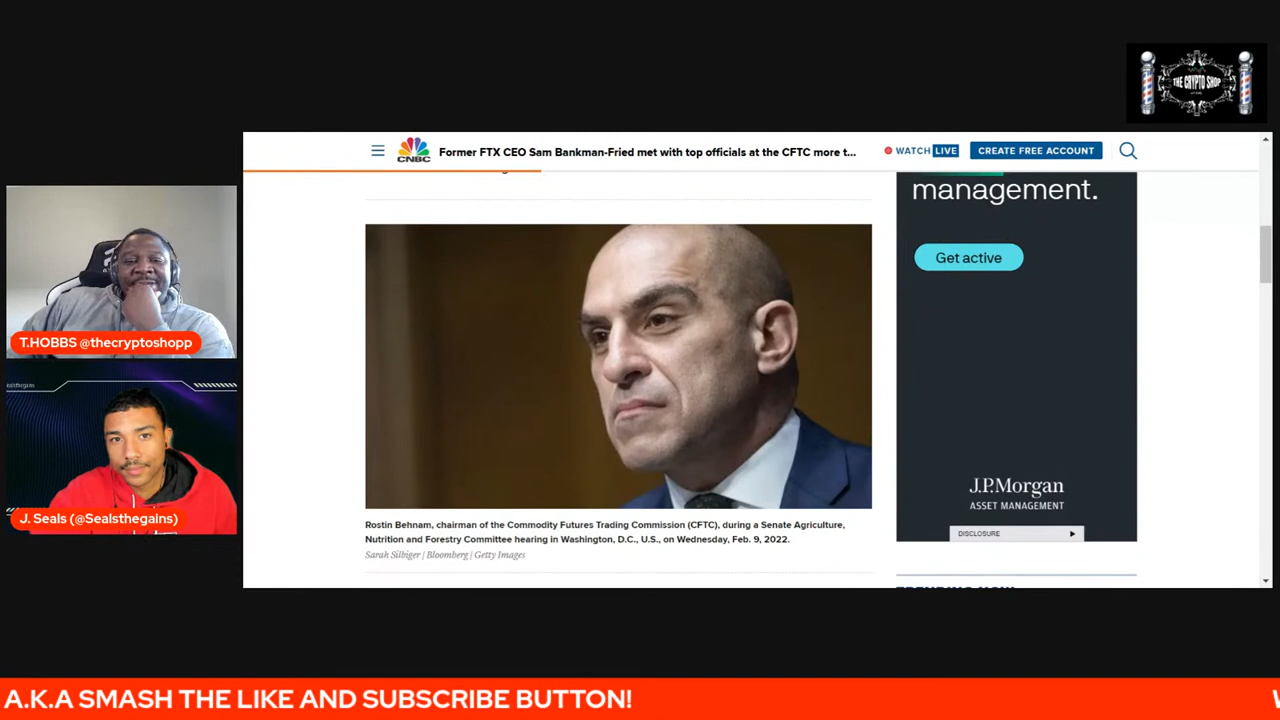 THE CRYPTO SHOP
CNBC
Former FTX CEO Sam Bankman-Fried met with top officials at the CFTC more t...
WATCH LIVE
CREATE FREE ACCOUNT
management.
Get active
J.P.Morgan
ASSET MANAGEMENT
DISCLOSURE
T.HOBBS @thecryptoshopp
J. Seals (@Sealsthegains)
Rostin Behnam, chairman of the Commodity Futures Trading Commission (CFTC), during a Senate Agriculture,
Nutrition and Forestry Committee hearing in Washington, D.C., U.S., on Wednesday, Feb. 9, 2022.
Sarah Silbiger | Bloomberg | Getty Images
A.K.A SMASH THE LIKE AND SUBSCRIBE BUTTON!